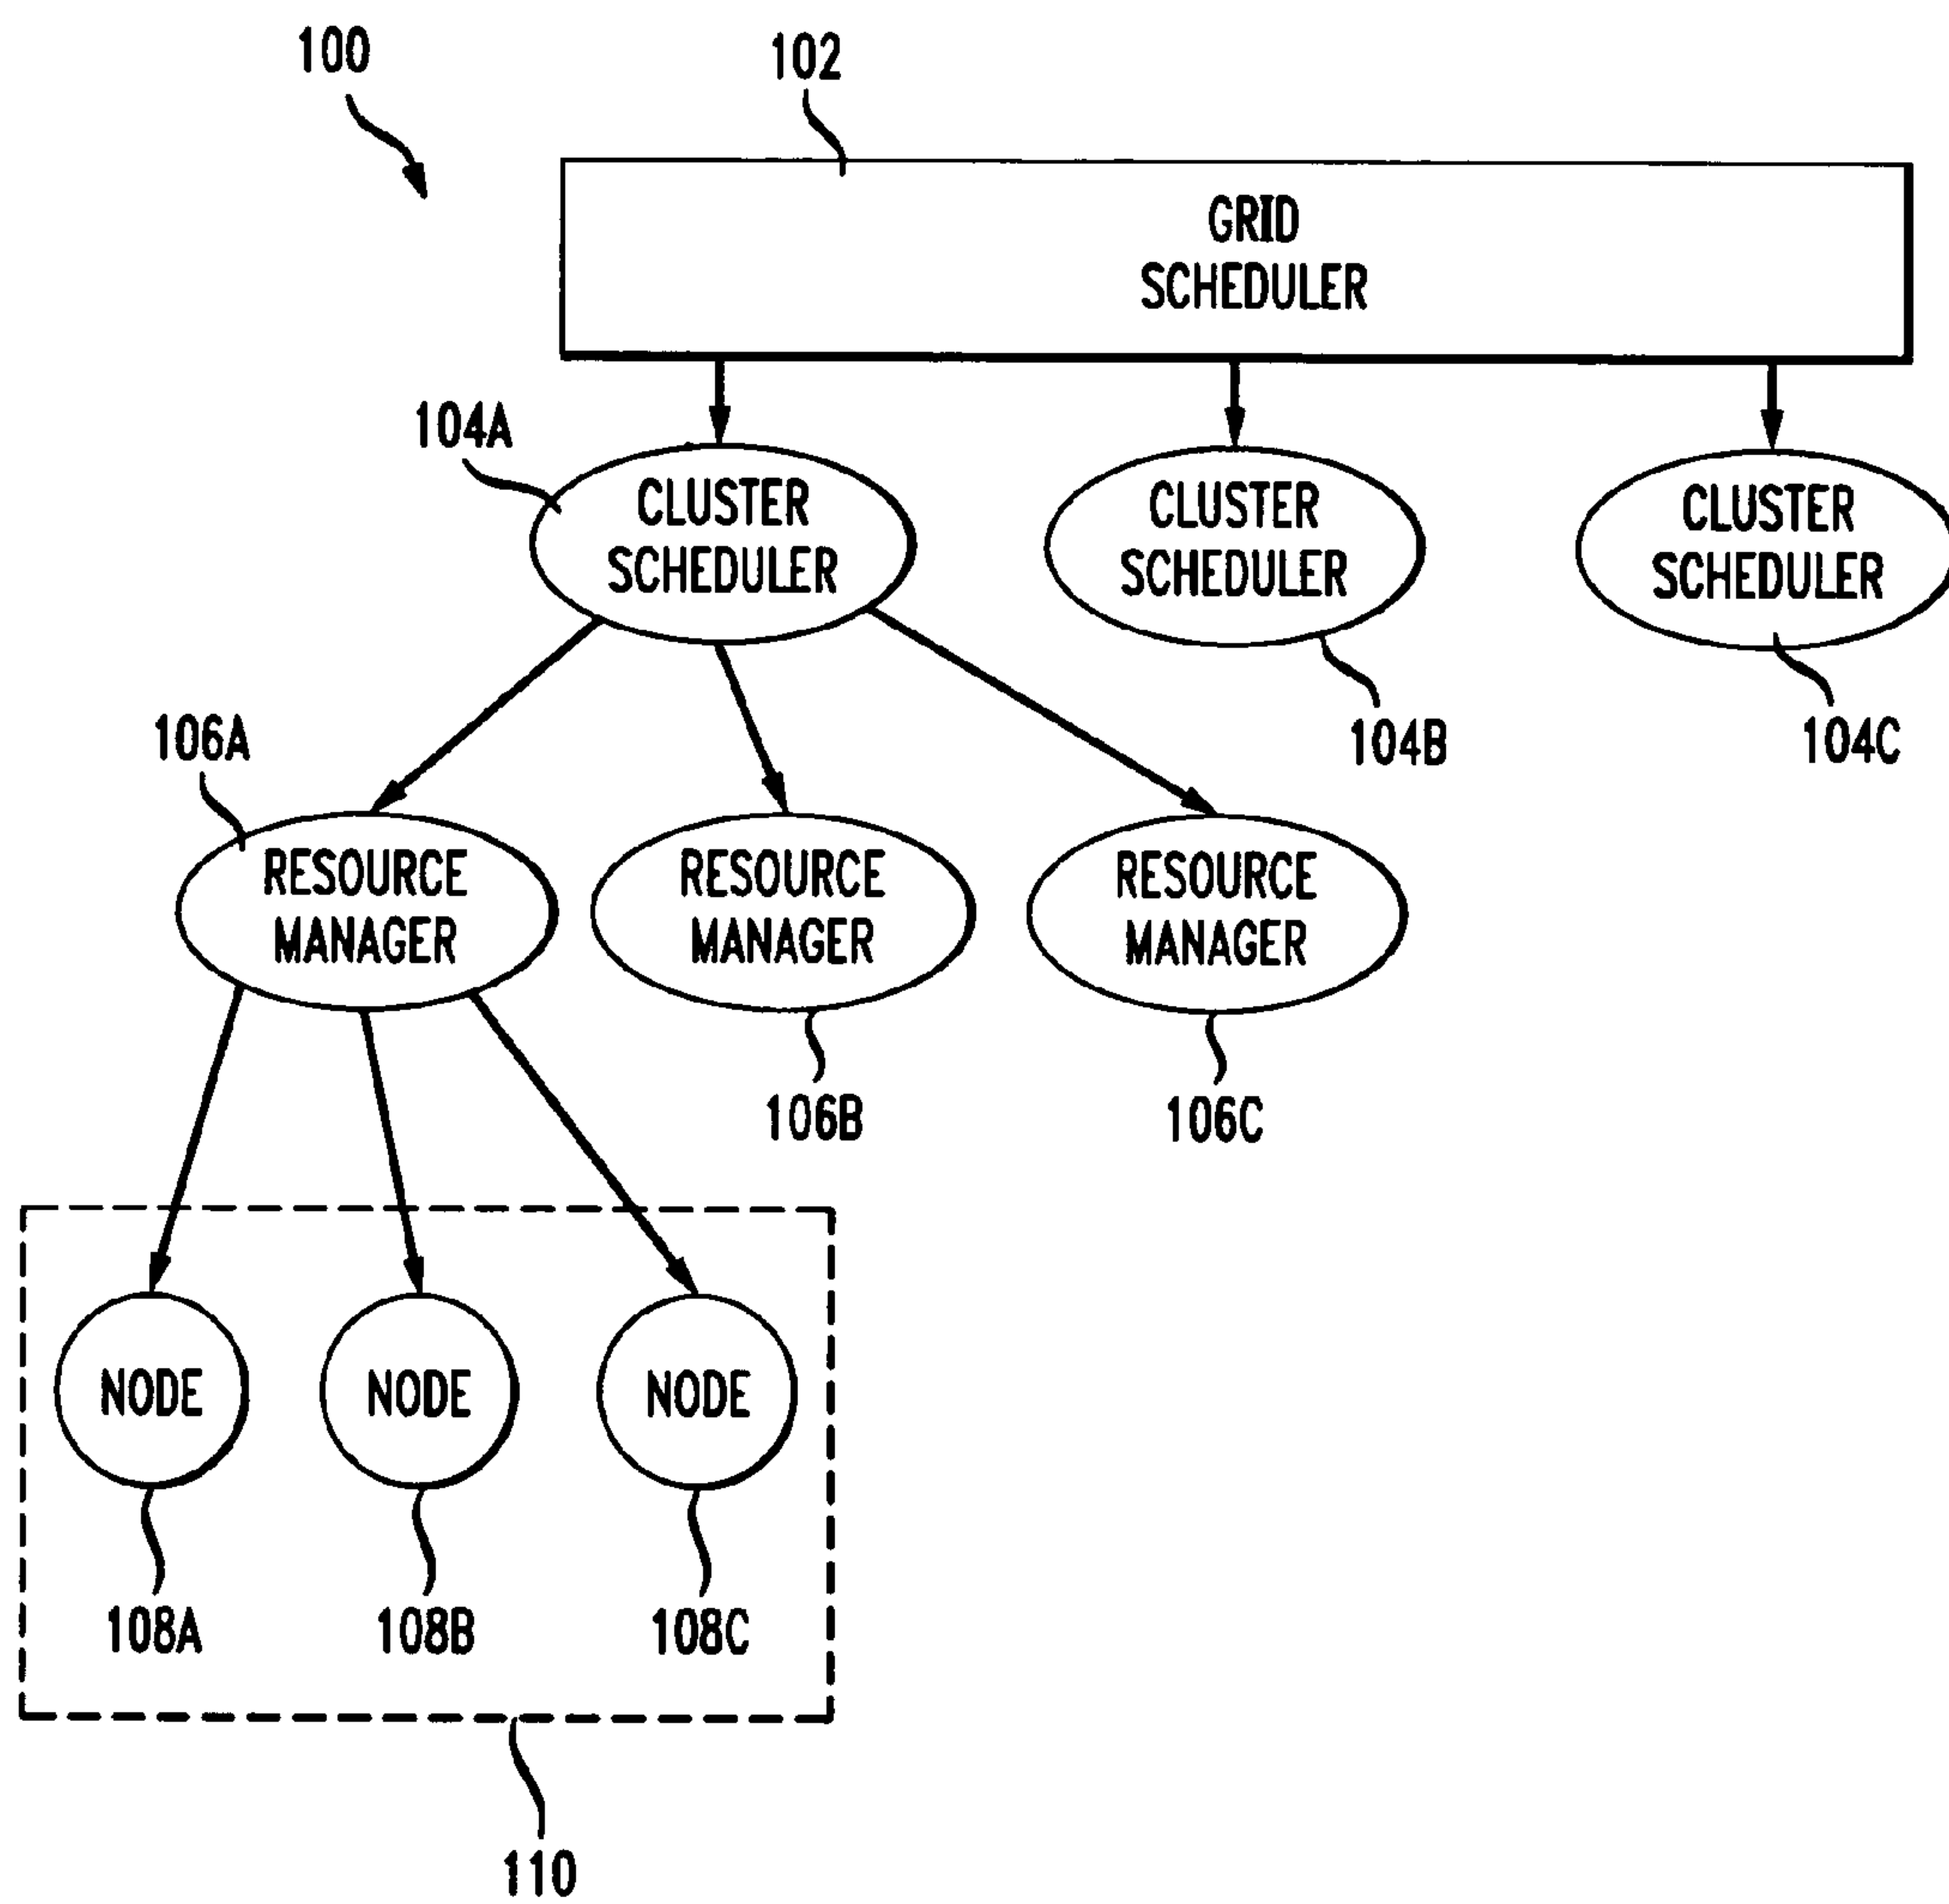 100
102
GRID
SCHEDULER
104A
CLUSTER
SCHEDULER
CLUSTER
SCHEDULER
CLUSTER
SCHEDULER
104B
104C
106A
RESOURCE
MANAGER
RESOURCE
MANAGER
RESOURCE
MANAGER
106B
106C
NODE
NODE
NODE
108A
108B
108C
110